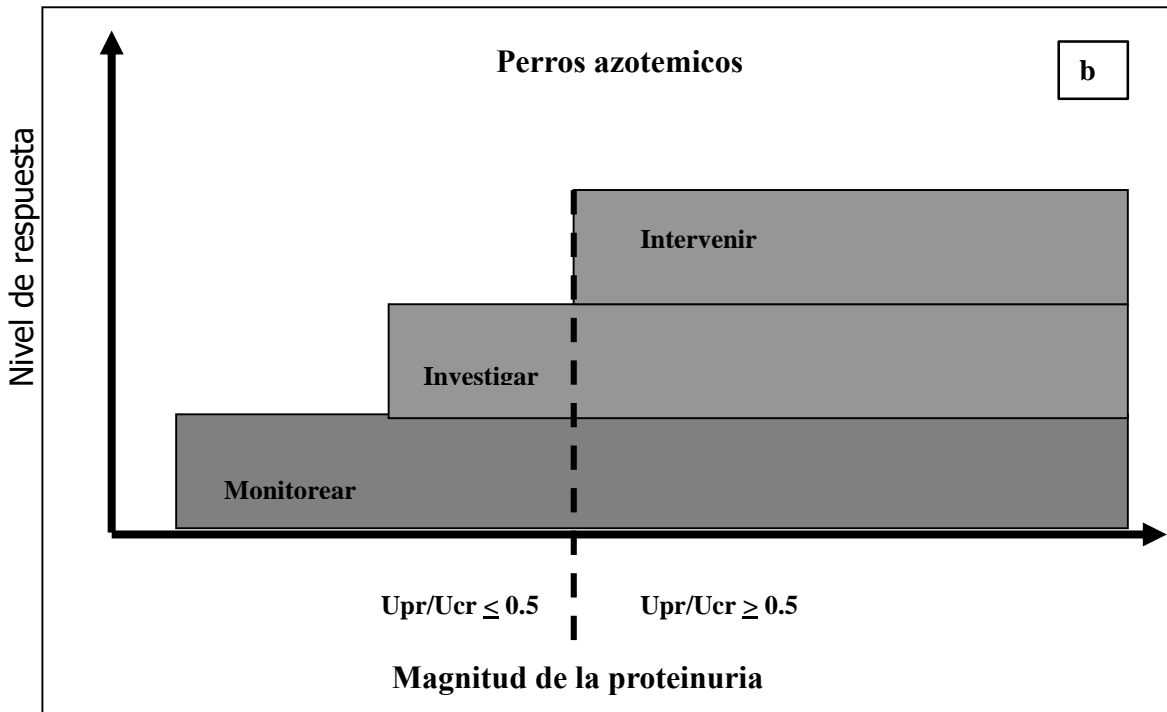 Perros azotemicos
b
Nivel de respuesta
Intervenir
Investigar
Monitorear
Upr/Ucr ≤ 0.5
Upr/Ucr ≥ 0.5
Magnitud de la proteinuria